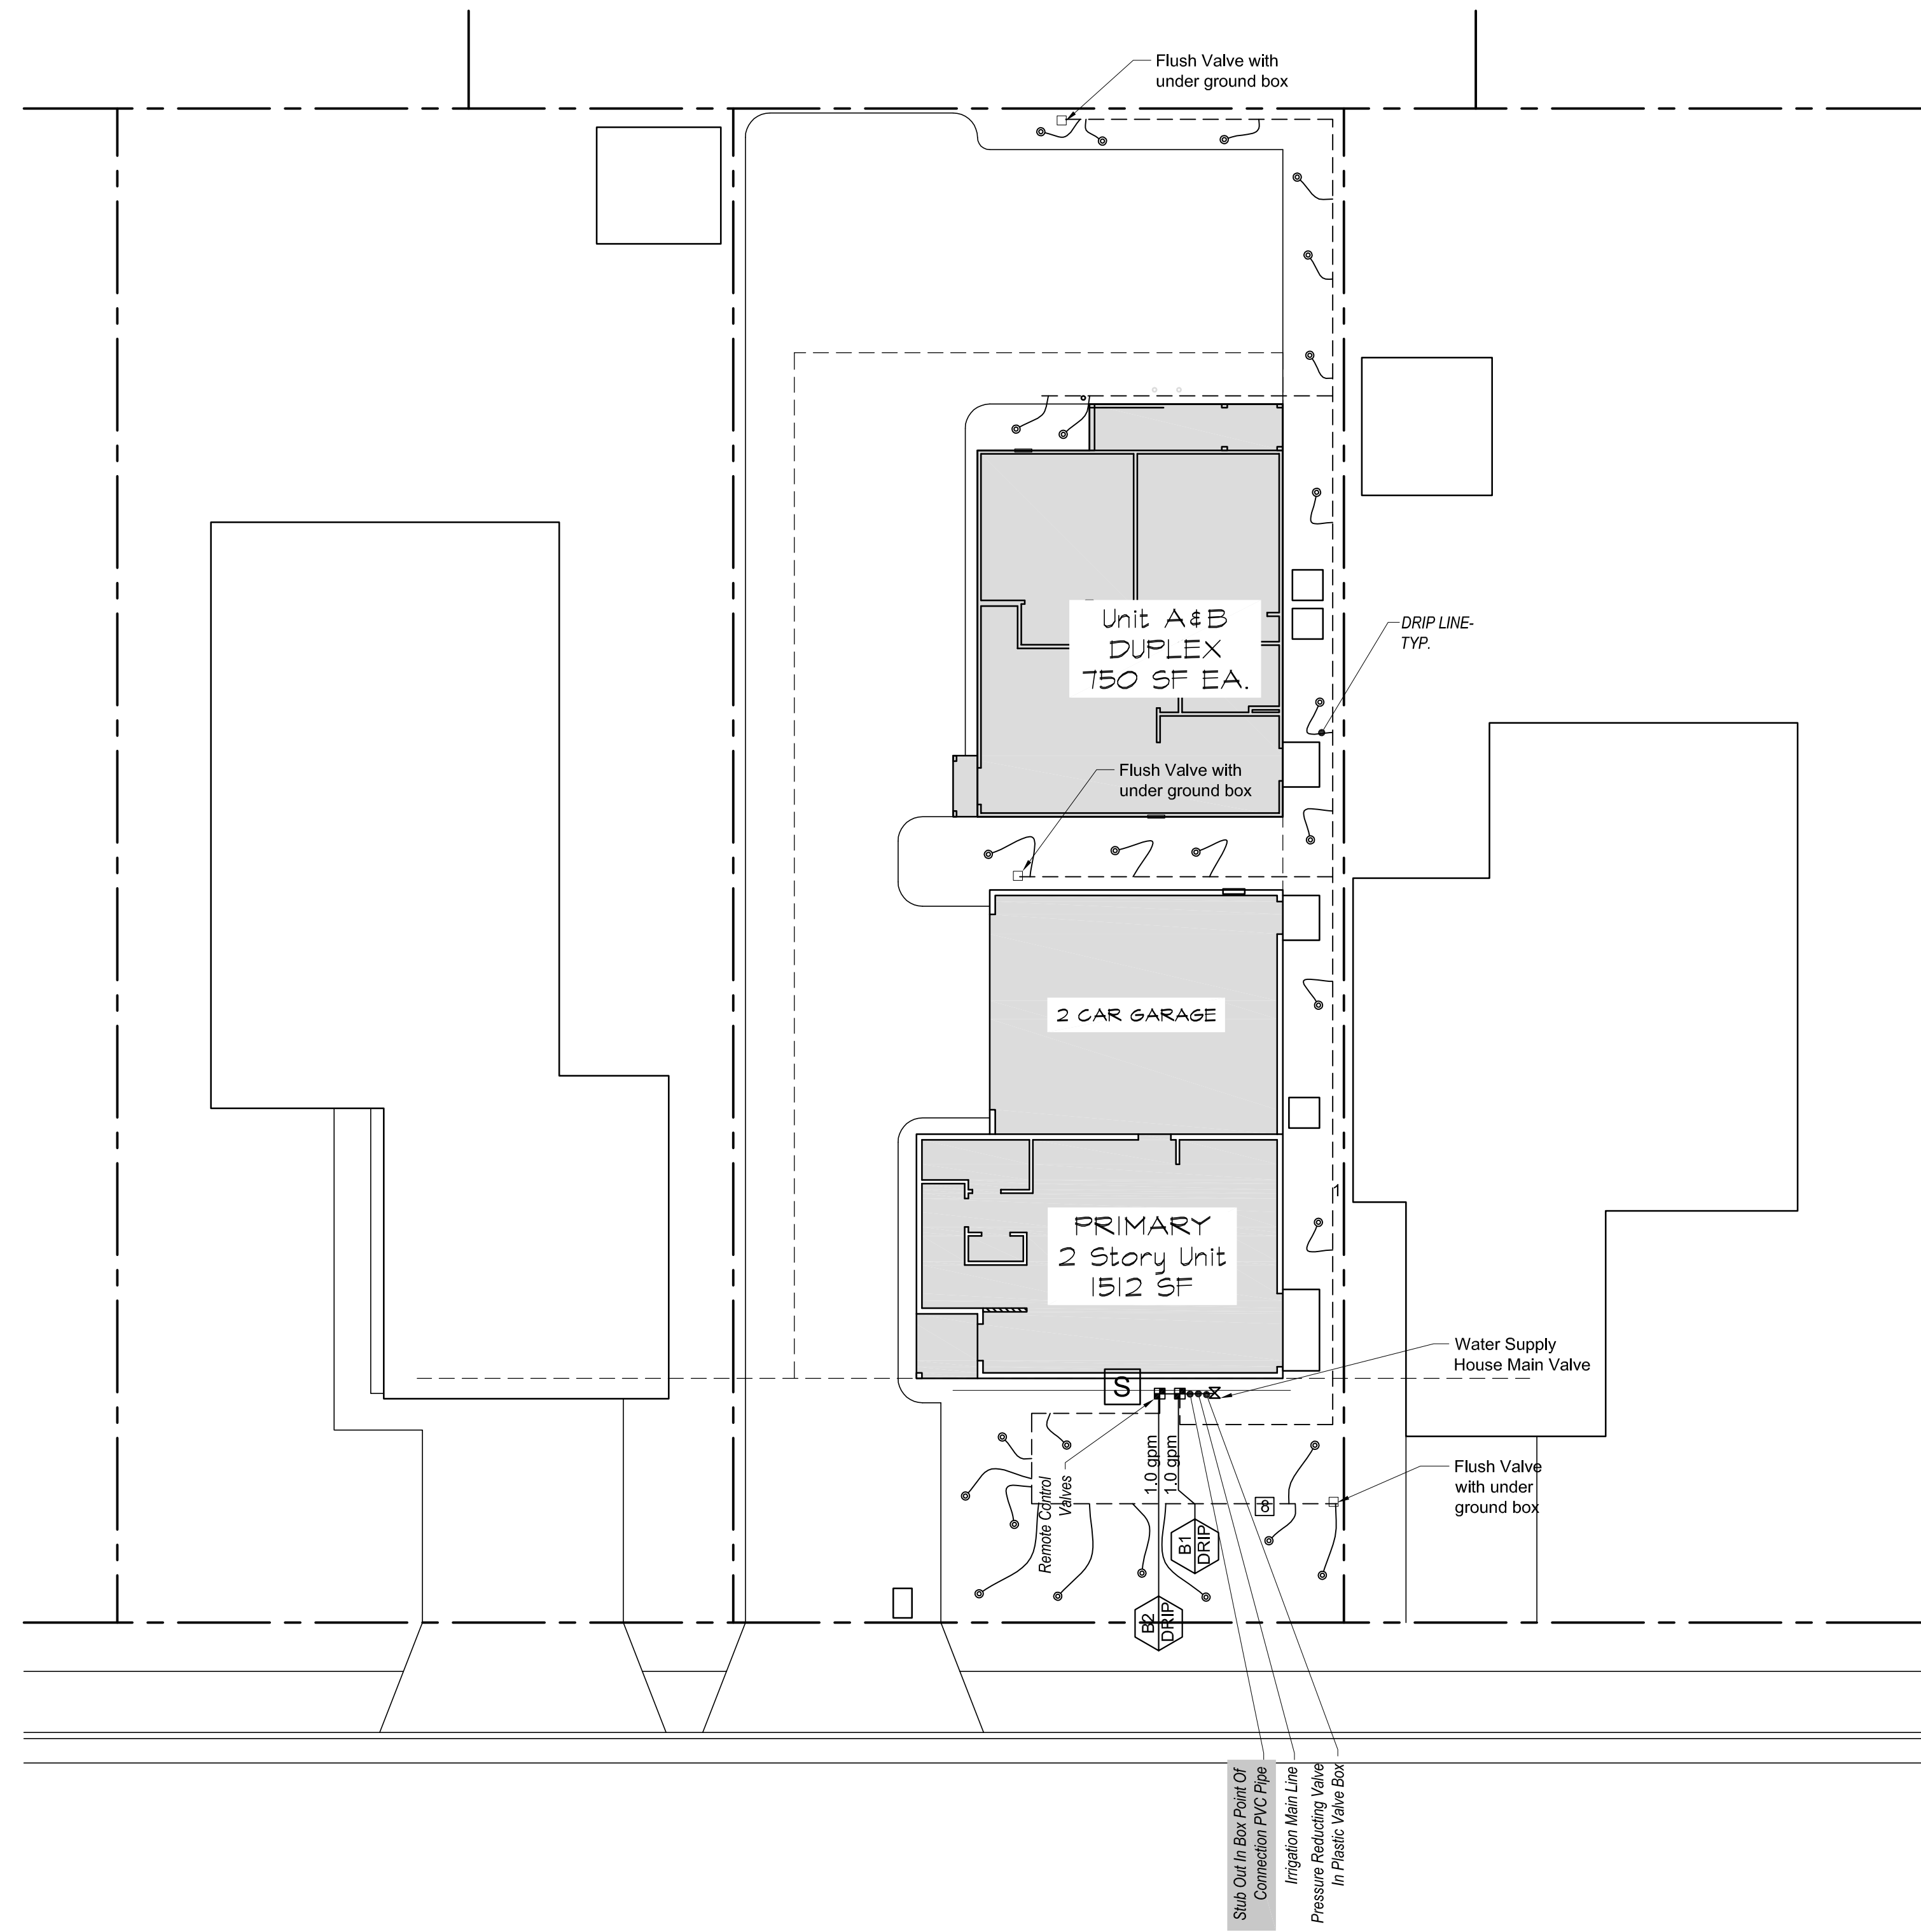 Flush Valve with
under ground box
Unit A & B
DUPLEX
750 SF EA.
DRIP LINE-
TYP.
Flush Valve with
under ground box
2 CAR GARAGE
PRIMARY
2 Story Unit
1512 SF
Water Supply
House Main Valve
S
Remote Control
Valves
1.0 gpm
1.0 gpm
8
Flush Valve
with under
ground box
B1
DRIP
B2
DRIP
Stub Out In Box Point Of
Connection PVC Pipe
Irrigation Main Line
Pressure Reducting Valve
In Plastic Valve Box